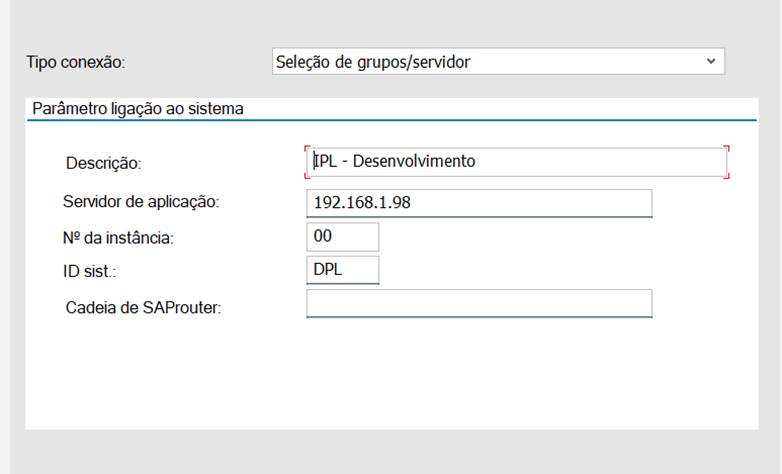 Tipo conexão: Seleção de grupos/servidor
Parâmetro ligação ao sistema
Descrição: IPL - Desenvolvimento
Servidor de aplicação: 192.168.1.98
Nº da instância: 00
ID sist.: DPL
Cadeia de SAProuter: